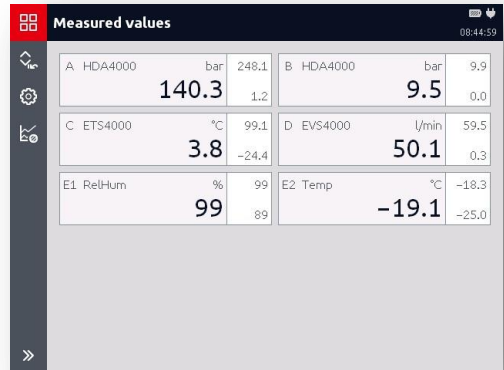 Measured values
08:44:59
A HDA4000 bar 248.1
140.3 1.2
B HDA4000 bar 9.9
9.5 0.0
C ETS4000 °C 99.1
3.8 -24.4
D EVS4000 l/min 59.5
50.1 0.3
E1 RelHum % 99
99 89
E2 Temp °C -18.3
-19.1 -25.0